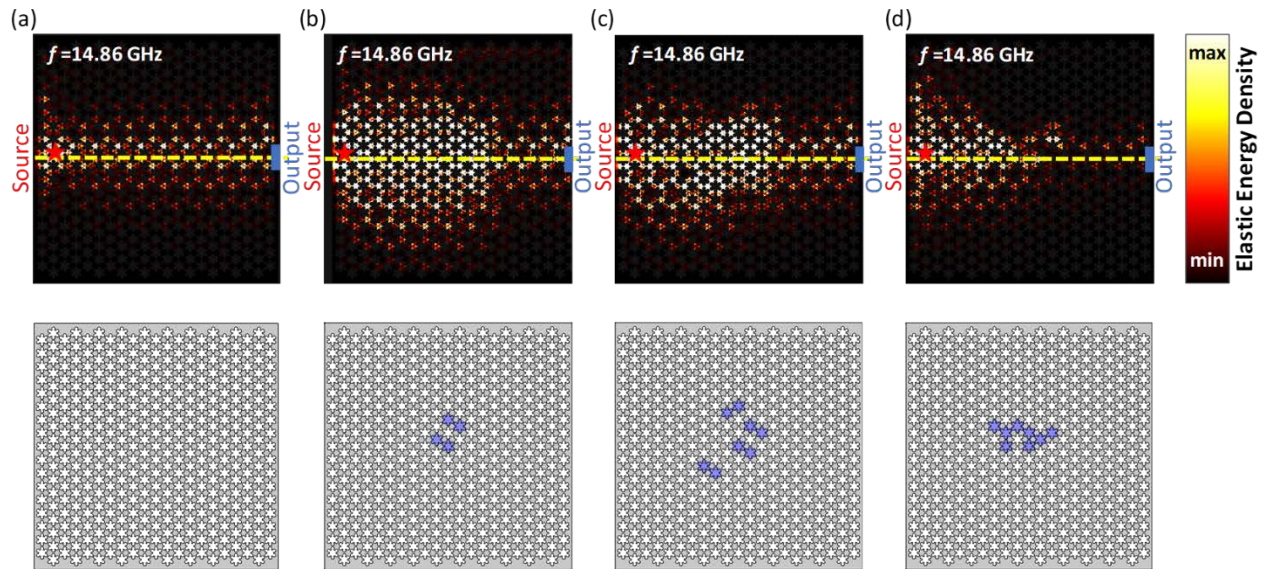 (a)
(b)
(c)
(d)
f=14.86 GHz
f=14.86 GHz
f=14.86 GHz
f=14.86 GHz
Source
Output
Source
Output
Source
Output
Source
Output
max
min
Elastic Energy Density